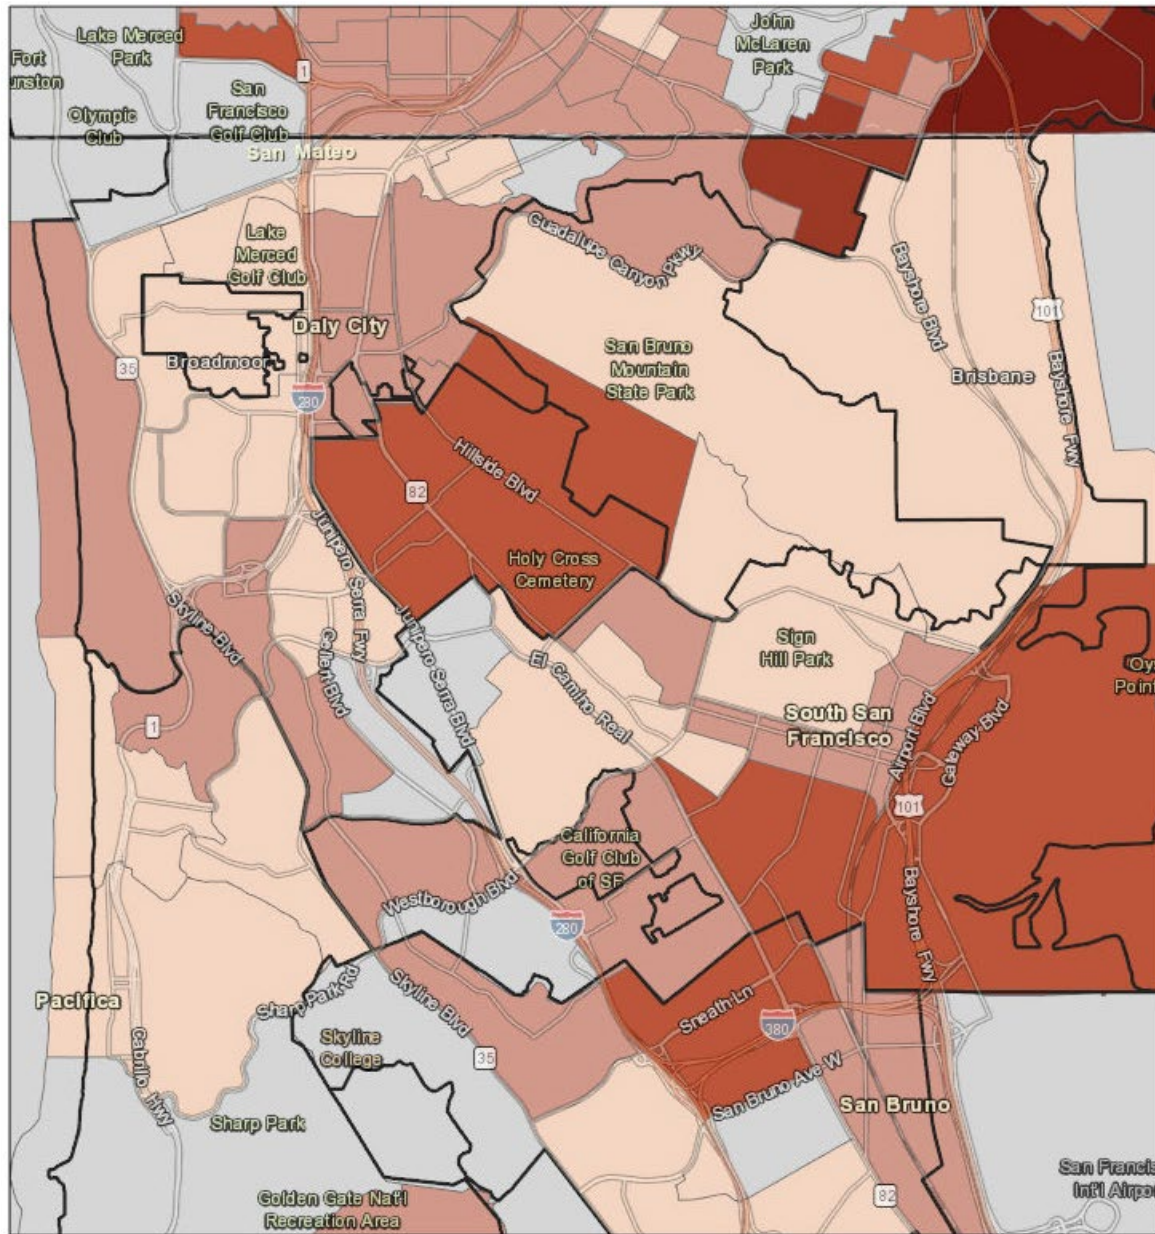 Lake Merced
Park
John
McLaren
Park
Fort
unston
1
San
Francisco
Golf Club
Olympic
Club
San Mateo
Guadalupe Canyon Pkwy
Lake
Merced
Golf Club
Bayshore Blvd
101
Daly City
35
Broadmoor
San Bruno
Mountain
State Park
Brisbane
Bayshore Fwy
280
Hillside Blvd
82
Junipero Serra Fwy
Holy Cross
Cemetery
Skyline Blvd
Junipero Serra Blvd
El Camino Real
Sign
Hill Park
Oy
Point
1
South San
Francisco
Airport Blvd
Gateway Blvd
101
California
Golf Club
of SF
Westborough Blvd
280
Bayshore Fwy
Pacifica
Sharp Park Rd
Skyline Blvd
Sneath Ln
380
Skyline
College
35
Cabrillo Hwy
San Bruno Ave W
San Bruno
Sharp Park
San Francis
Int'l Airpo
82
Golden Gate Nat'l
Recreation Area